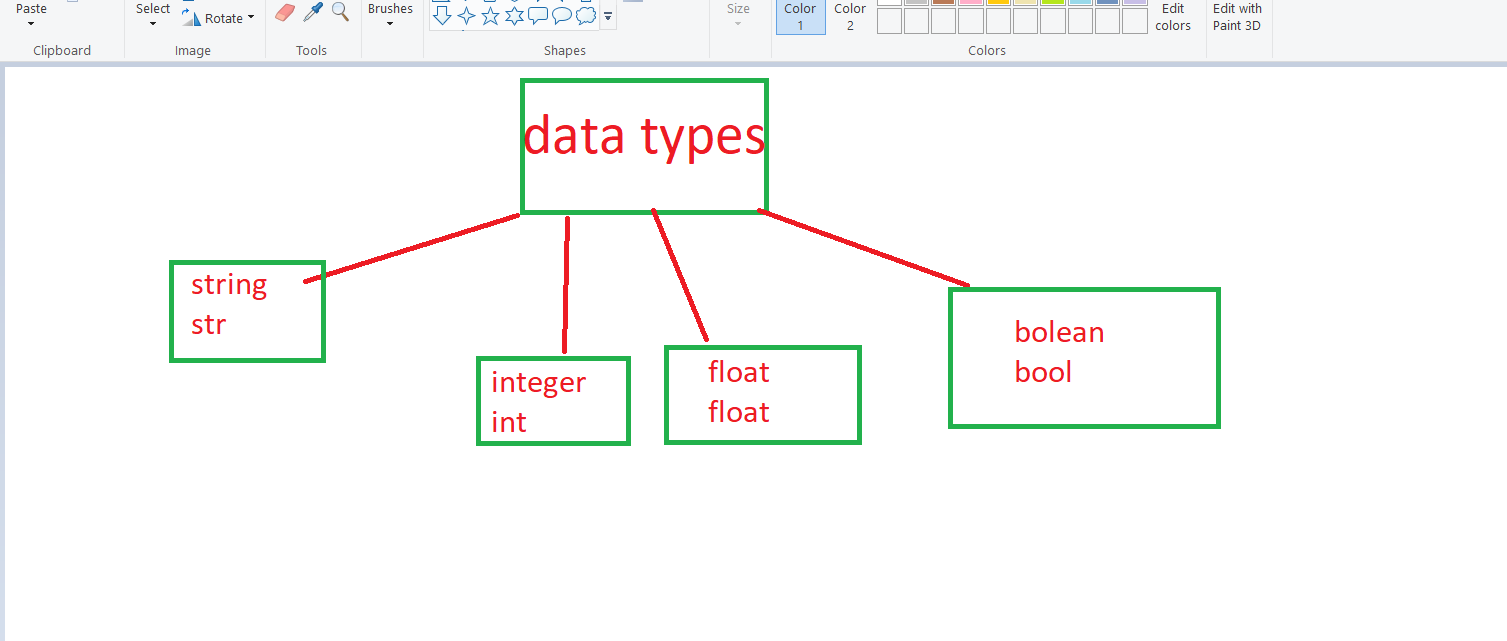 Paste
Select
Rotate
Brushes
Size
Color
1
Color
2
Edit
colors
Edit with
Paint 3D
Clipboard
Image
Tools
Shapes
Colors
data types
string
str
integer
int
float
float
bolean
bool